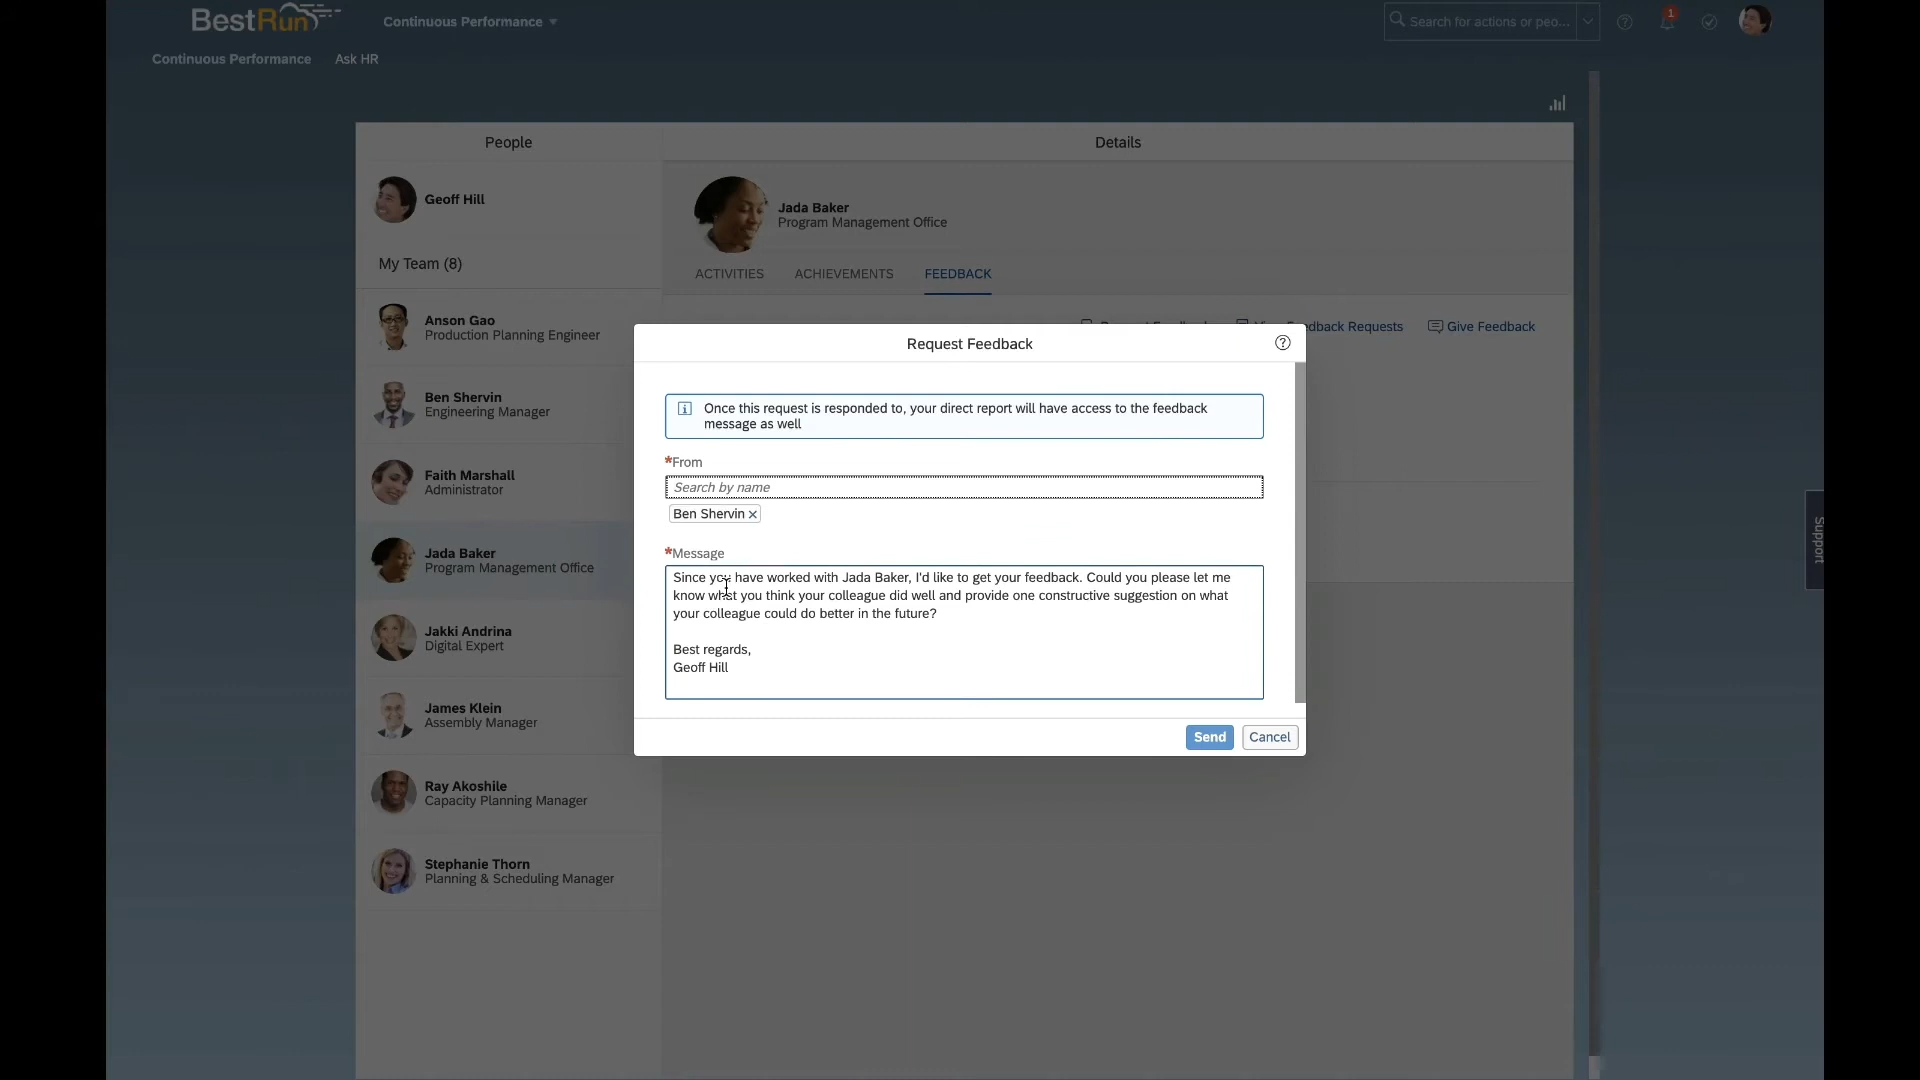 BestRun
Continuous Performance
Search for actions or peo...
1
Continuous Performance
Ask HR
People
Details
Geoff Hill
Jada Baker
Program Management Office
My Team (8)
ACTIVITIES
ACHIEVEMENTS
FEEDBACK
Anson Gao
Production Planning Engineer
Feedback Requests
Give Feedback
Ben Shervin
Engineering Manager
Faith Marshall
Administrator
Jada Baker
Program Management Office
Jakki Andrina
Digital Expert
James Klein
Assembly Manager
Ray Akoshile
Capacity Planning Manager
Stephanie Thorn
Planning & Scheduling Manager
Request Feedback
Once this request is responded to, your direct report will have access to the feedback
message as well
*From
Search by name
Ben Shervin
*Message
Since you have worked with Jada Baker, I'd like to get your feedback. Could you please let me
know what you think your colleague did well and provide one constructive suggestion on what
your colleague could do better in the future?
Best regards,
Geoff Hill
Send
Cancel
Support